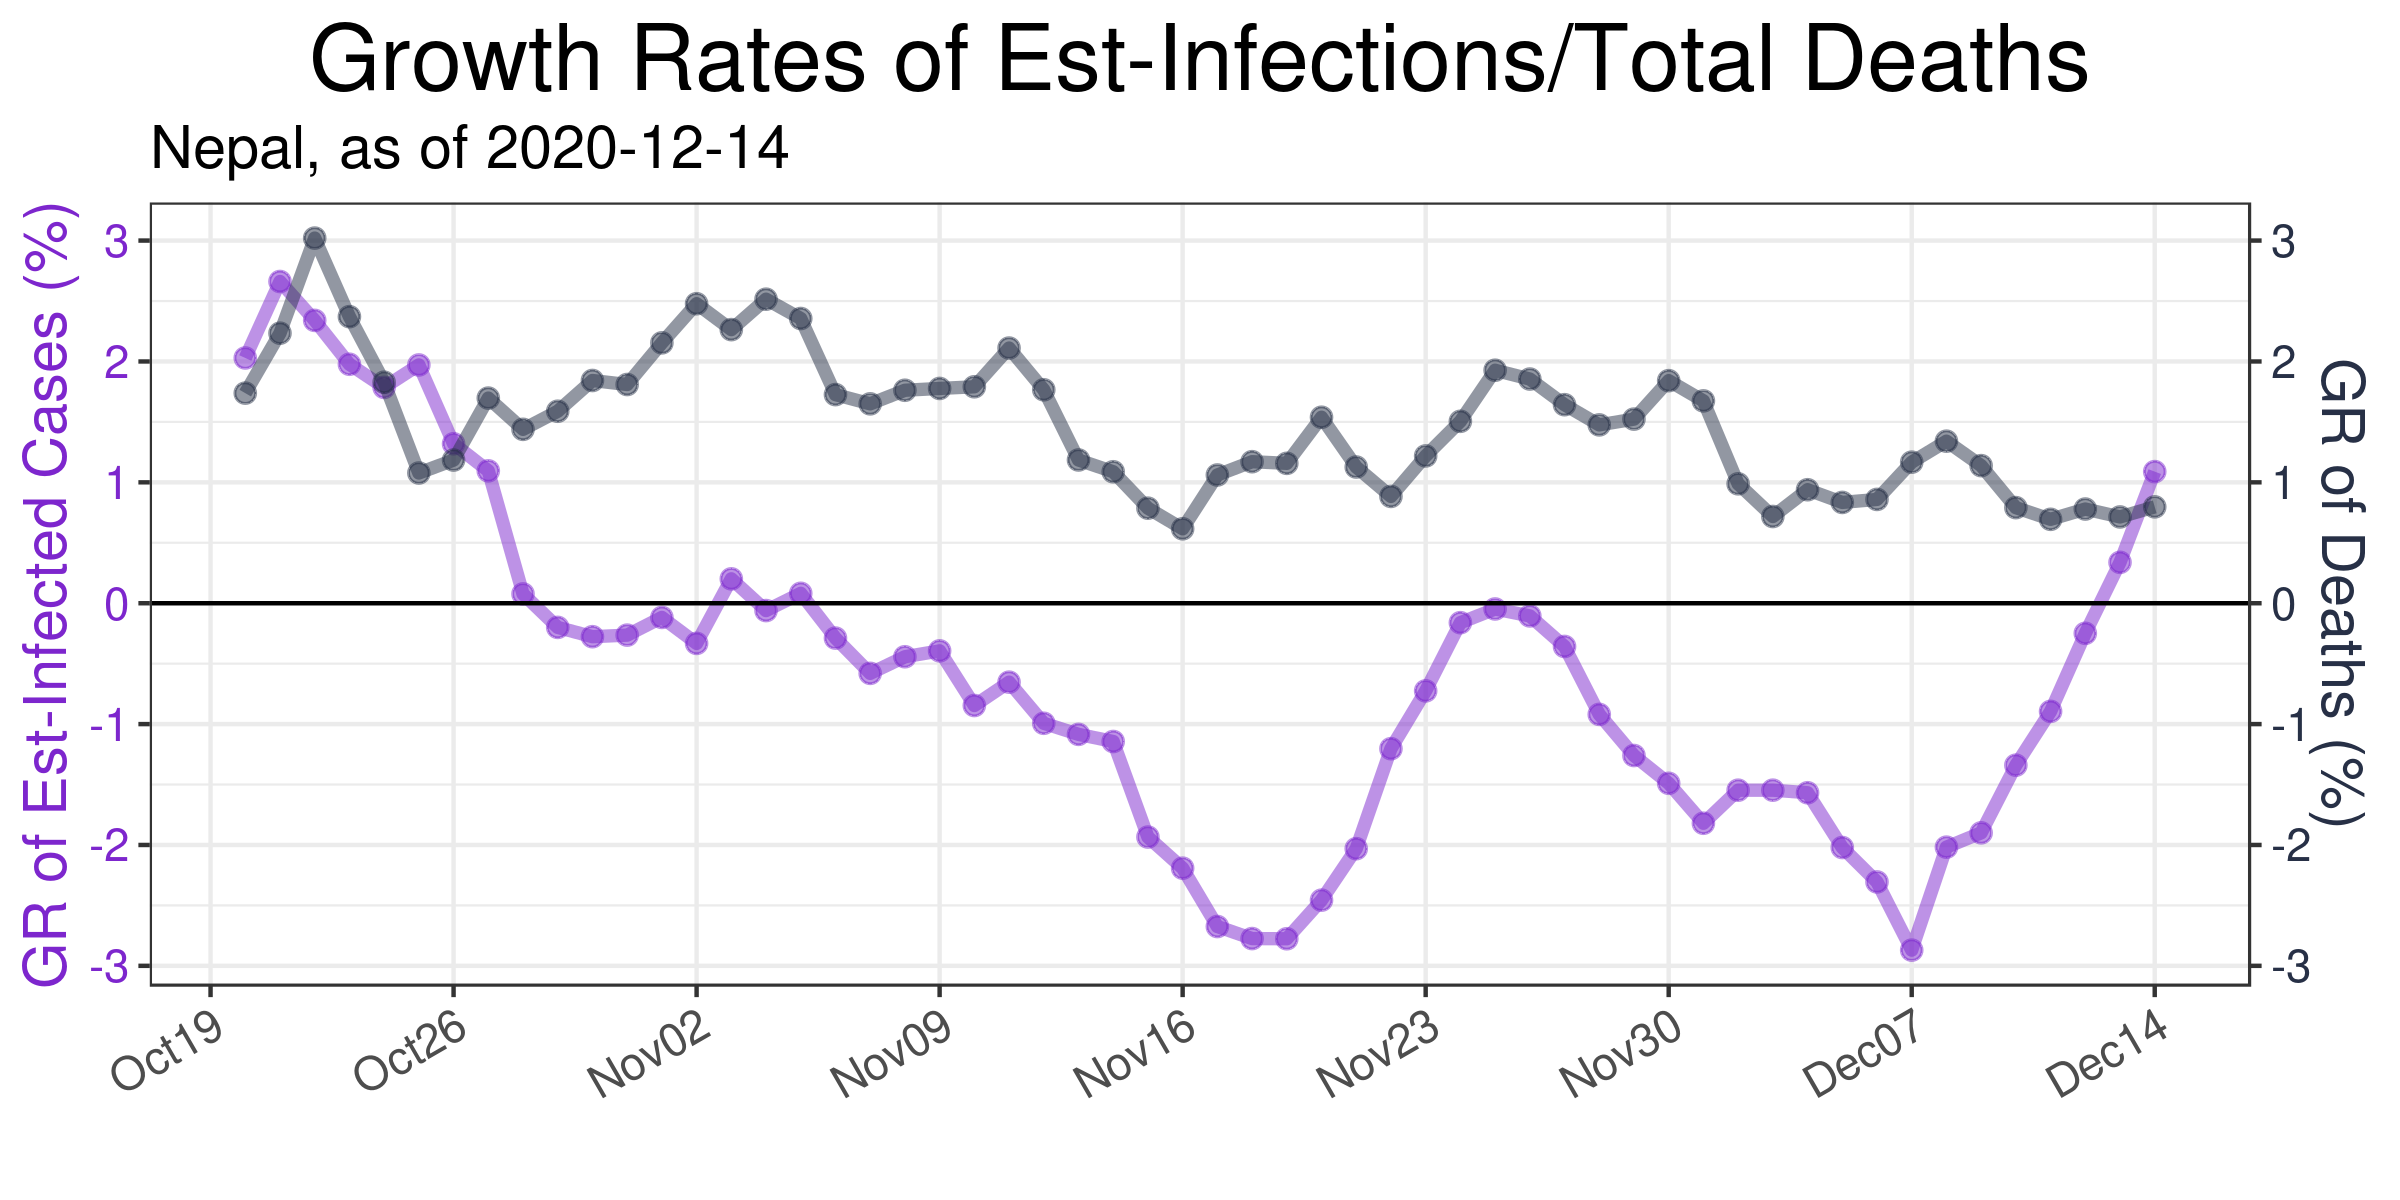 Growth Rates of Est-Infections/Total Deaths
Nepal, as of 2020-12-14
GR of Est-Infected Cases (%)
3
2
1
0
-1
-2
-3
3
2
1
0
-1
-2
-3
GR of Deaths (%)
Oct19
Oct26
Nov02
Nov09
Nov16
Nov23
Nov30
Dec07
Dec14